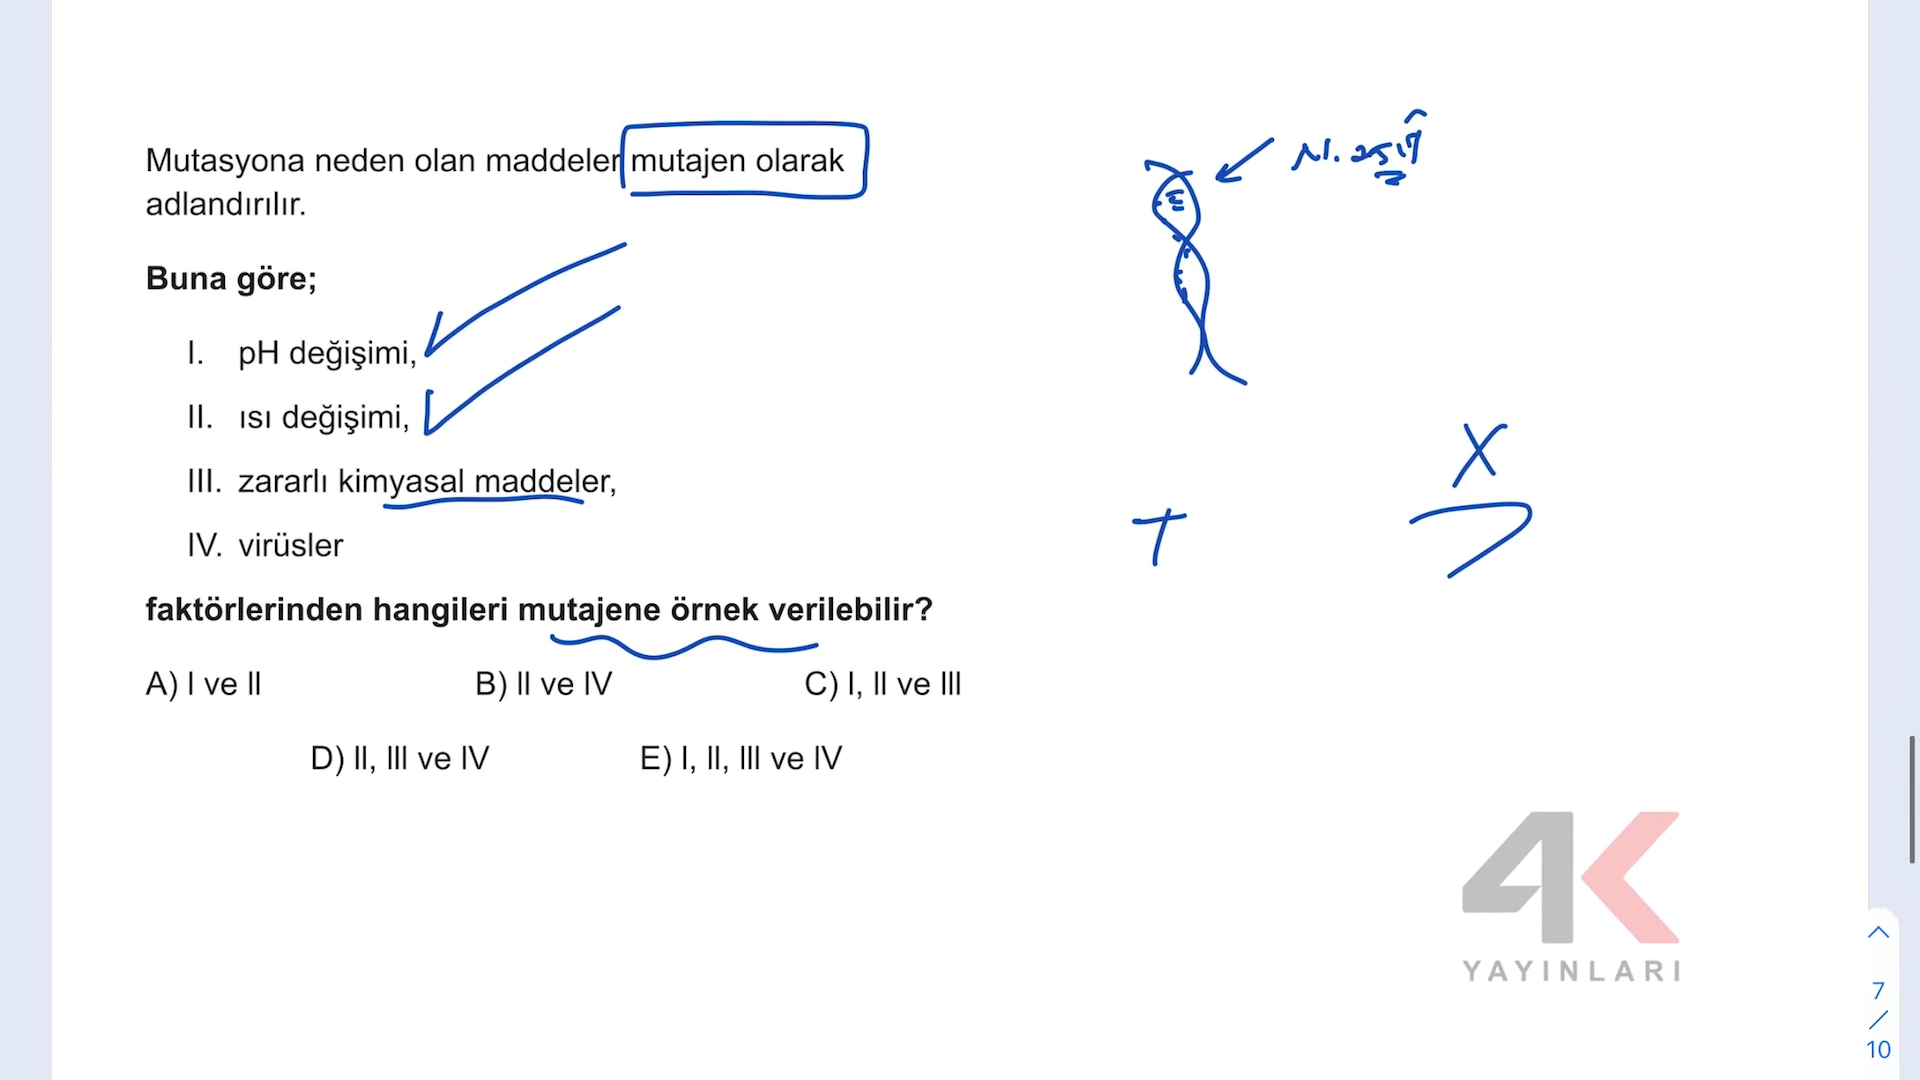 Mutasyona neden olan maddeler mutajen olarak
adlandırılır.
Buna göre;
I. pH değişimi,
II. ısı değişimi,
III. zararlı kimyasal maddeler,
IV. virüsler
faktörlerinden hangileri mutajene örnek verilebilir?
A) I ve II B) II ve IV C) I, II ve III
D) II, III ve IV E) I, II, III ve IV
4K
YAYINLARI
7
/
10